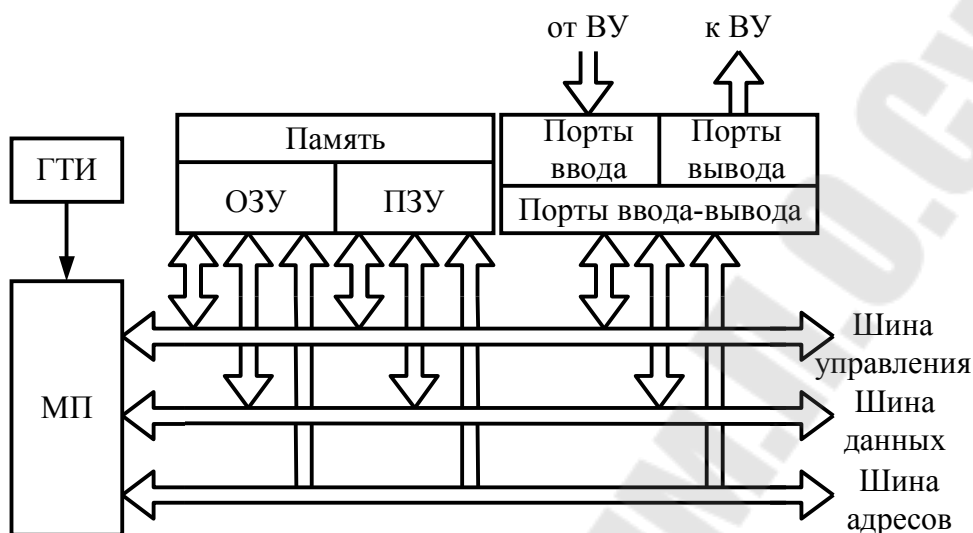 от ВУ
к ВУ
Память
Порты
ввода
Порты
вывода
ГТИ
ОЗУ
ПЗУ
Порты ввода-вывода
МП
Шина
управления
Шина
данных
Шина
адресов